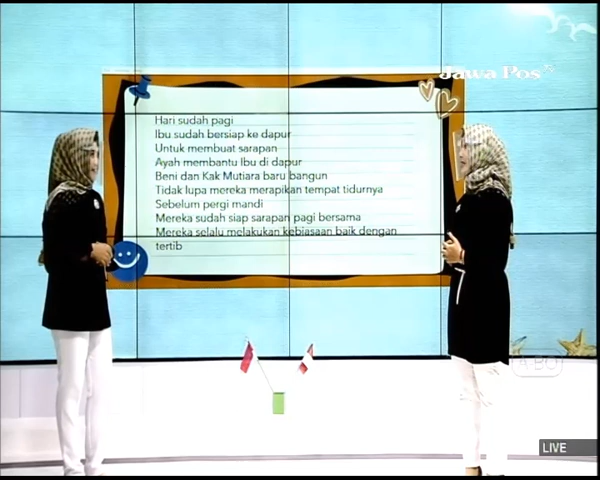 Jawa Pos TV
Hari sudah pagi
Ibu sudah bersiap ke dapur
Untuk membuat sarapan
Ayah membantu Ibu di dapur
Beni dan Kak Mutiara baru bangun
Tidak lupa mereka merapikan tempat tidurnya
Sebelum pergi mandi
Mereka sudah siap sarapan pagi bersama
Mereka selalu melakukan kebiasaan baik dengan
tertib
LIVE